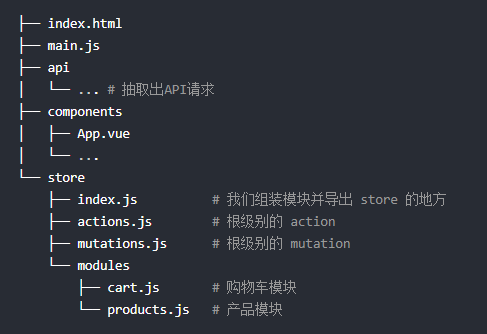 ├── index.html
├── main.js
├── api
│   └── ... # 抽取出API请求
├── components
│   ├── App.vue
│   └── ...
└── store
    ├── index.js          # 我们组装模块并导出 store 的地方
    ├── actions.js        # 根级别的 action
    ├── mutations.js      # 根级别的 mutation
    └── modules
        ├── cart.js       # 购物车模块
        └── products.js   # 产品模块